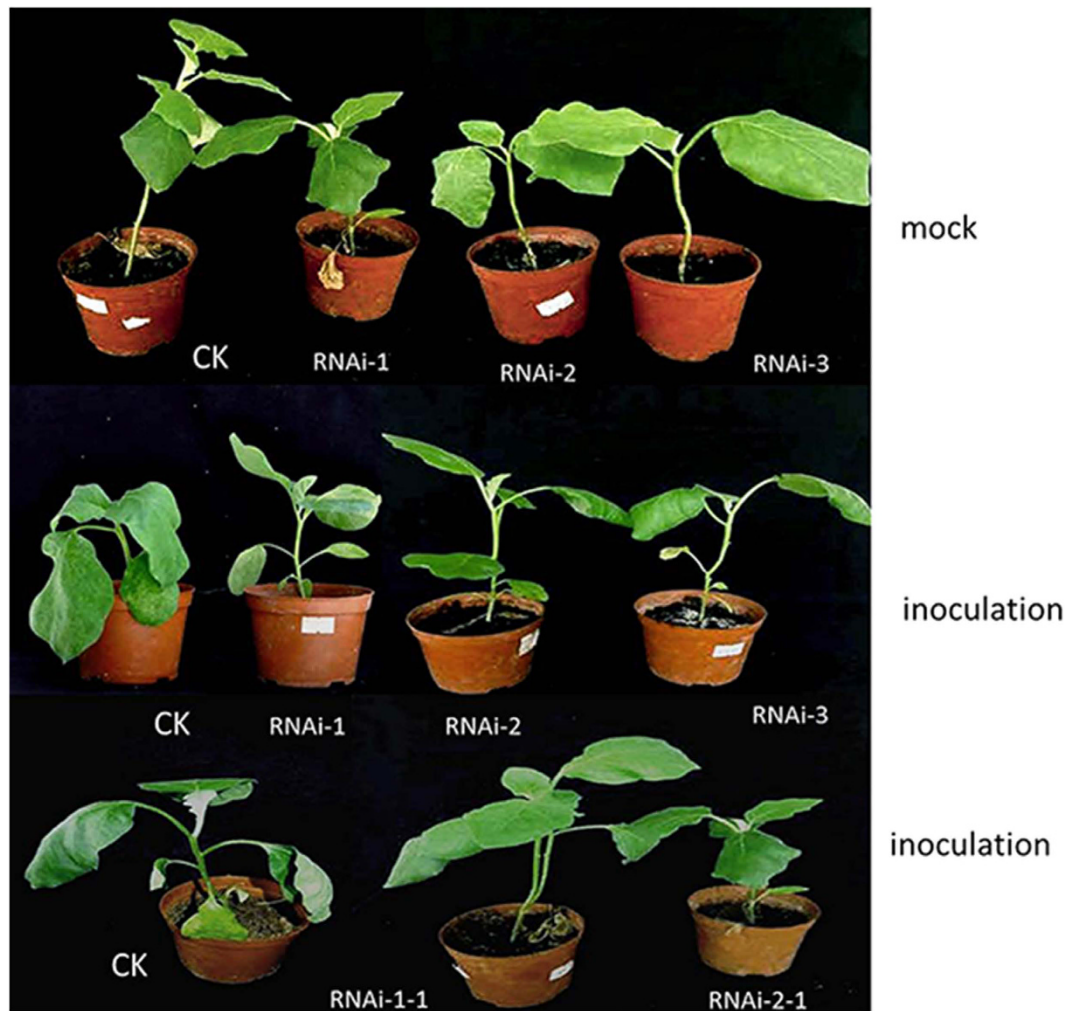 mock
CK
RNAi-1
RNAi-2
RNAi-3
inoculation
CK
RNAi-1
RNAi-2
RNAi-3
inoculation
CK
RNAi-1-1
RNAi-2-1